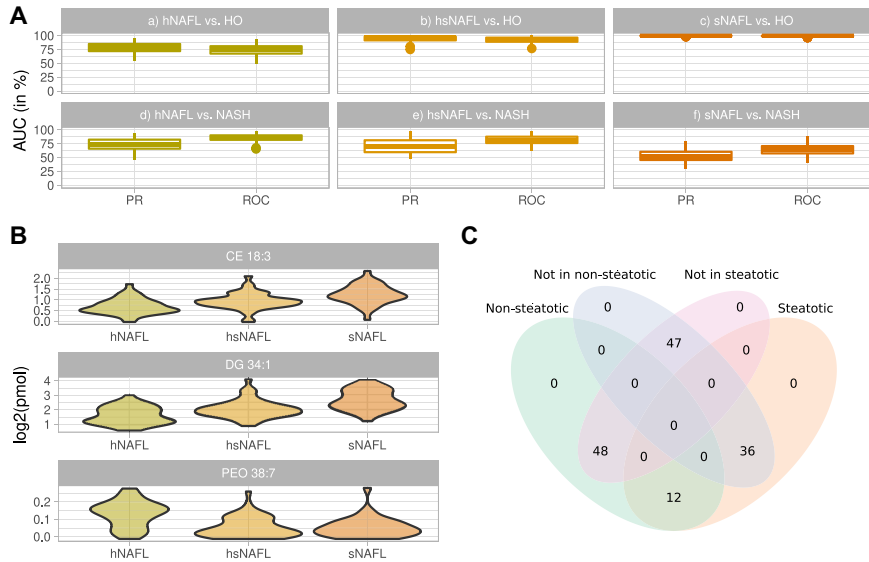 A
a) hNAFL vs. HO
b) hsNAFL vs. HO
c) sNAFL vs. HO
100
75
50
25
0
d) hNAFL vs. NASH
e) hsNAFL vs. NASH
f) sNAFL vs. NASH
100
75
50
25
0
AUC (in %)
PR
ROC
PR
ROC
PR
ROC
B
CE 18:3
2.0
1.5
1.0
0.5
0.0
hNAFL
hsNAFL
sNAFL
DG 34:1
4
3
2
1
hNAFL
hsNAFL
sNAFL
PEO 38:7
0.2
0.1
0.0
hNAFL
hsNAFL
sNAFL
log2(pmol)
C
Not in non-steatotic
Not in steatotic
Non-steatotic
Steatotic
0
0
0
47
0
0
0
0
0
0
48
0
0
36
12